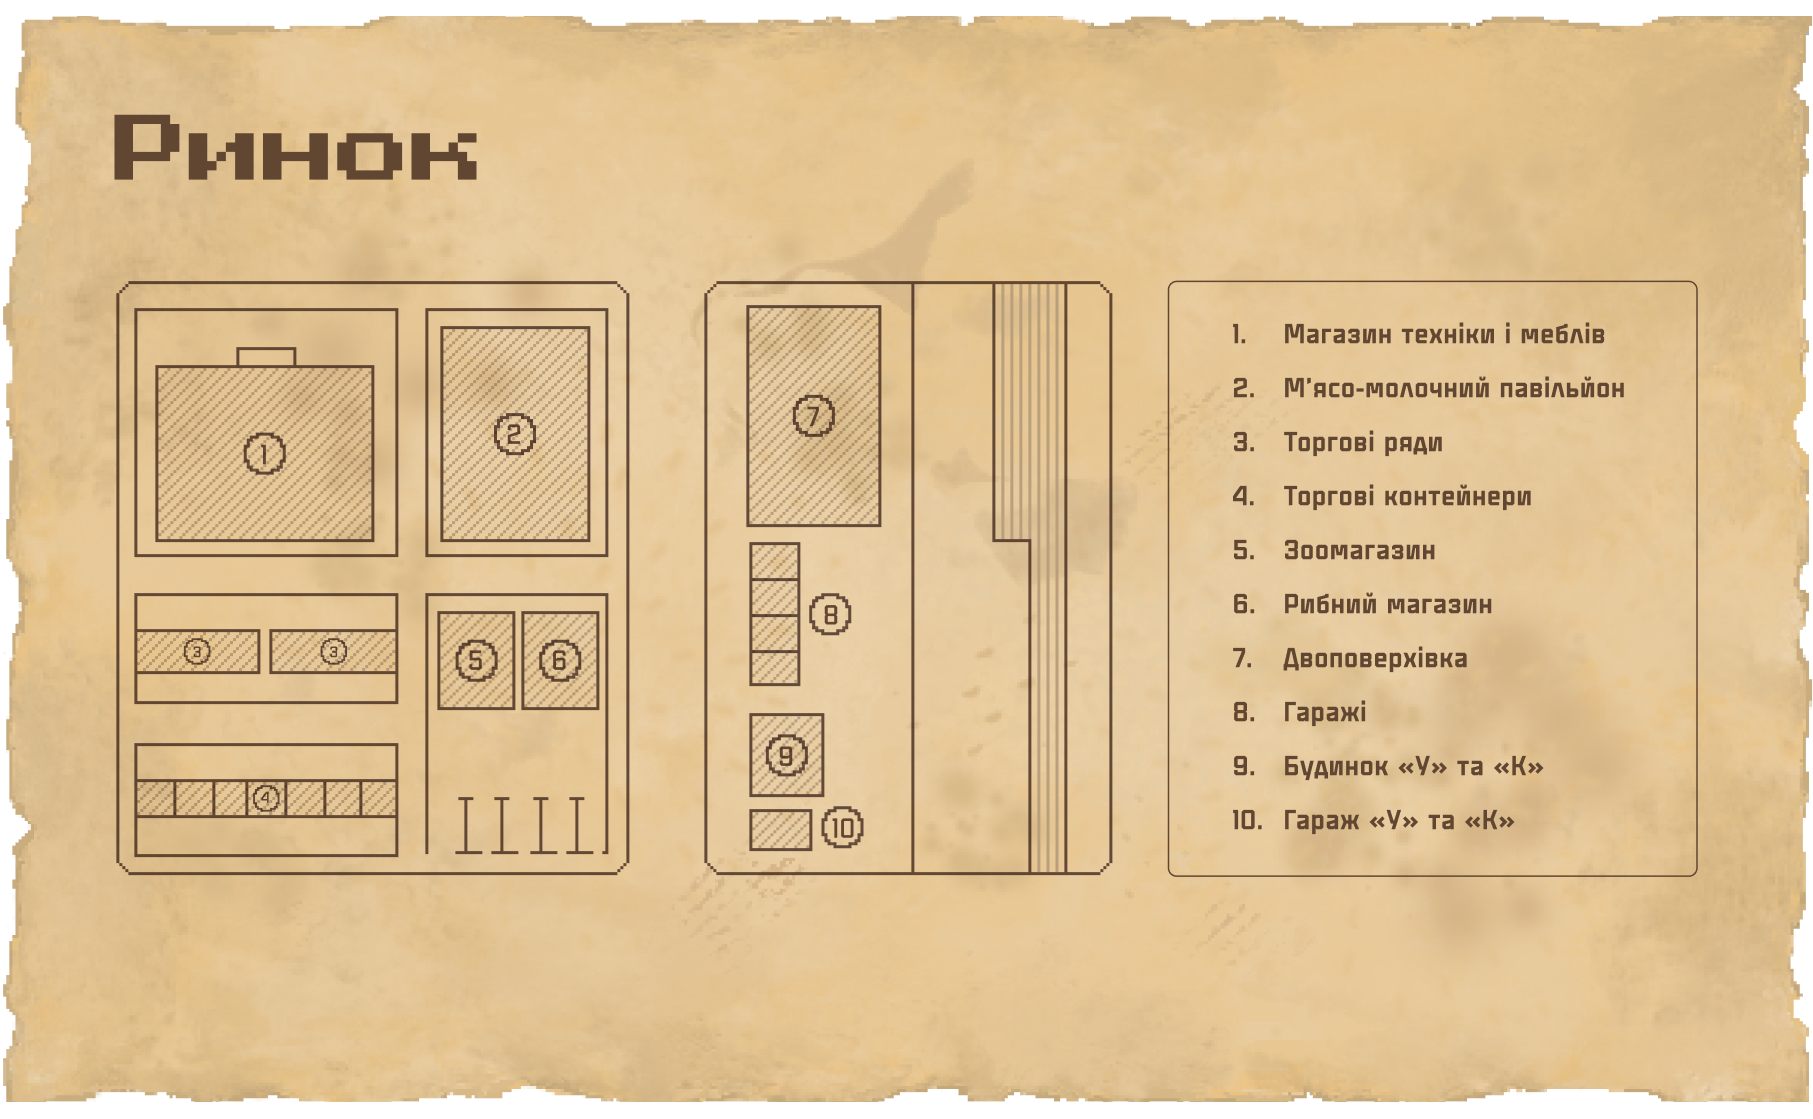 Ринок
1
2
7
3
3
5
6
8
4
9
10
1. Магазин техніки і меблів
2. М'ясо-молочний павільйон
3. Торгові ряди
4. Торгові контейнери
5. Зоомагазин
6. Рибний магазин
7. Двоповерхівка
8. Гаражі
9. Будинок «У» та «К»
10. Гараж «У» та «К»